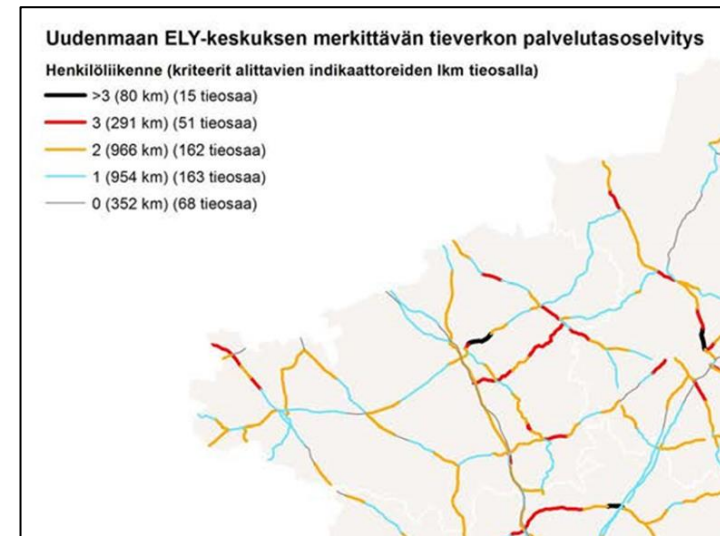 Uudenmaan ELY-keskuksen merkittävän tieverkon palvelutasoselvitys
Henkilöliikenne (kriteerit alittavien indikaattoreiden lkm tieosalla)
>3 (80 km) (15 tieosaa)
3 (291 km) (51 tieosaa)
2 (966 km) (162 tieosaa)
1 (954 km) (163 tieosaa)
0 (352 km) (68 tieosaa)